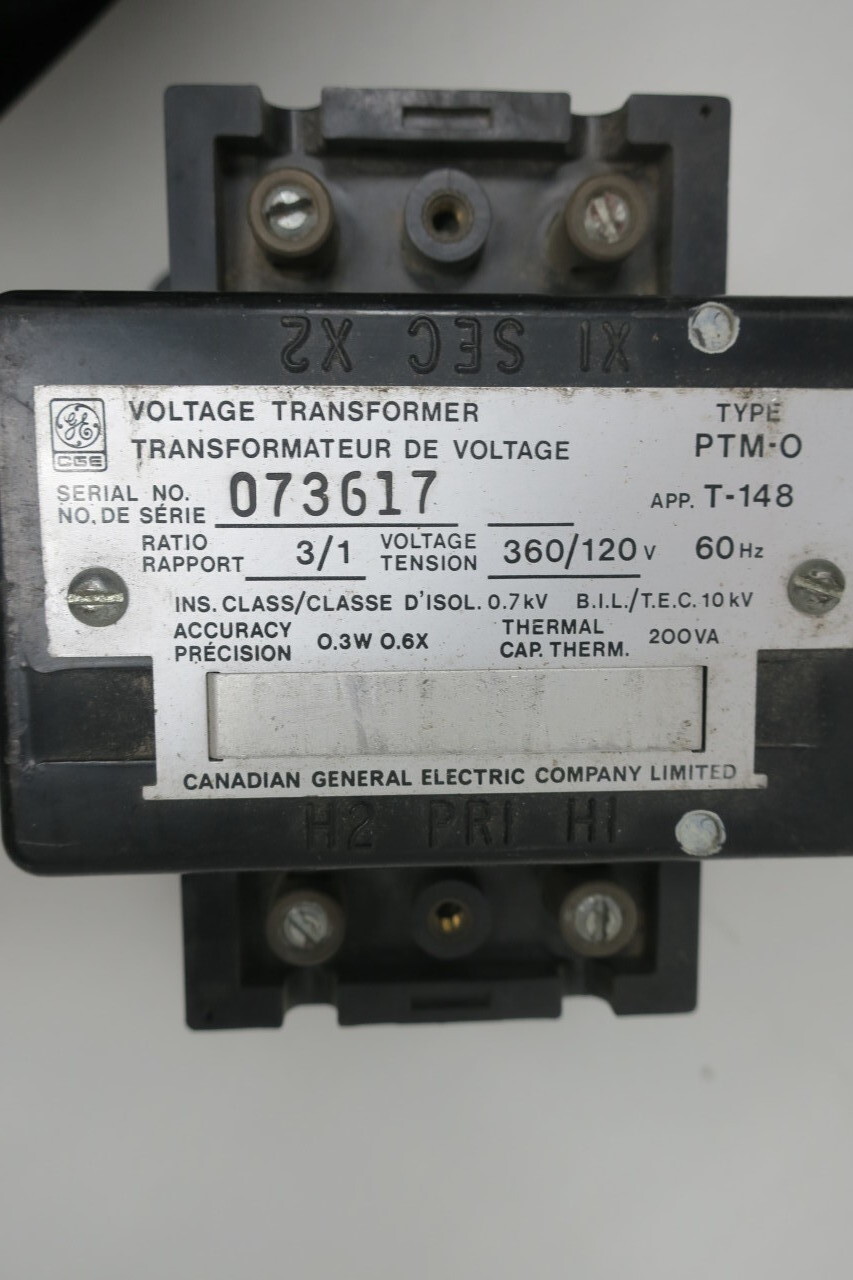 X1 SEC X2
GE
CGE
VOLTAGE TRANSFORMER
TRANSFORMATEUR DE VOLTAGE
TYPE
PTM-O
SERIAL NO.
NO. DE SÉRIE
073617
APP. T-148
RATIO
RAPPORT
3/1
VOLTAGE
TENSION
360/120 V
60 Hz
INS. CLASS/CLASSE D'ISOL. 0.7 kV B.I.L./T.E.C. 10 kV
ACCURACY
PRÉCISION
0.3W 0.6X
THERMAL
CAP. THERM.
200VA
CANADIAN GENERAL ELECTRIC COMPANY LIMITED
H2 PRI H1